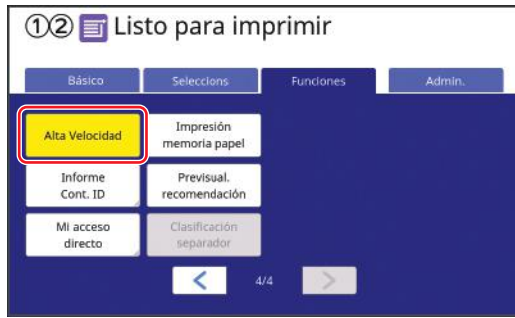 ①② Listo para imprimir
Básico Seleccions Funciones Admin.
Alta Velocidad
Impresión
memoria papel
Informe
Cont. ID
Previsual.
recomendación
Mi acceso
directo
Clasificación
separador
4/4